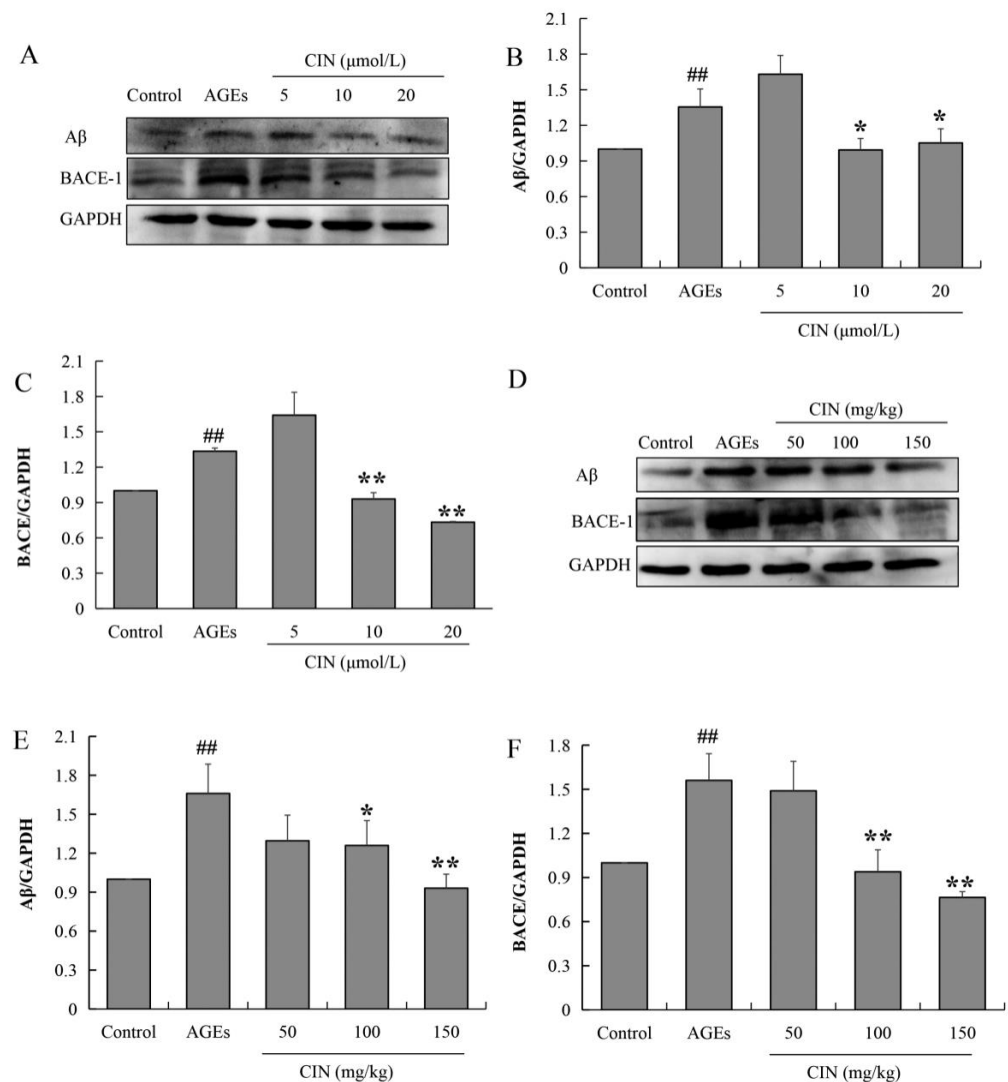 A
CIN (μmol/L)
Control AGEs 5 10 20
Aβ
BACE-1
GAPDH
B
Aβ/GAPDH
2.1
1.8
1.5
1.2
0.9
0.6
0.3
0
##
*
*
Control AGEs 5 10 20
CIN (μmol/L)
C
BACE/GAPDH
2.1
1.8
1.5
1.2
0.9
0.6
0.3
0
##
**
**
Control AGEs 5 10 20
CIN (μmol/L)
D
CIN (mg/kg)
Control AGEs 50 100 150
Aβ
BACE-1
GAPDH
E
Aβ/GAPDH
2.1
1.8
1.5
1.2
0.9
0.6
0.3
0
##
*
**
Control AGEs 50 100 150
CIN (mg/kg)
F
BACE/GAPDH
1.8
1.5
1.2
0.9
0.6
0.3
0
##
**
**
Control AGEs 50 100 150
CIN (mg/kg)